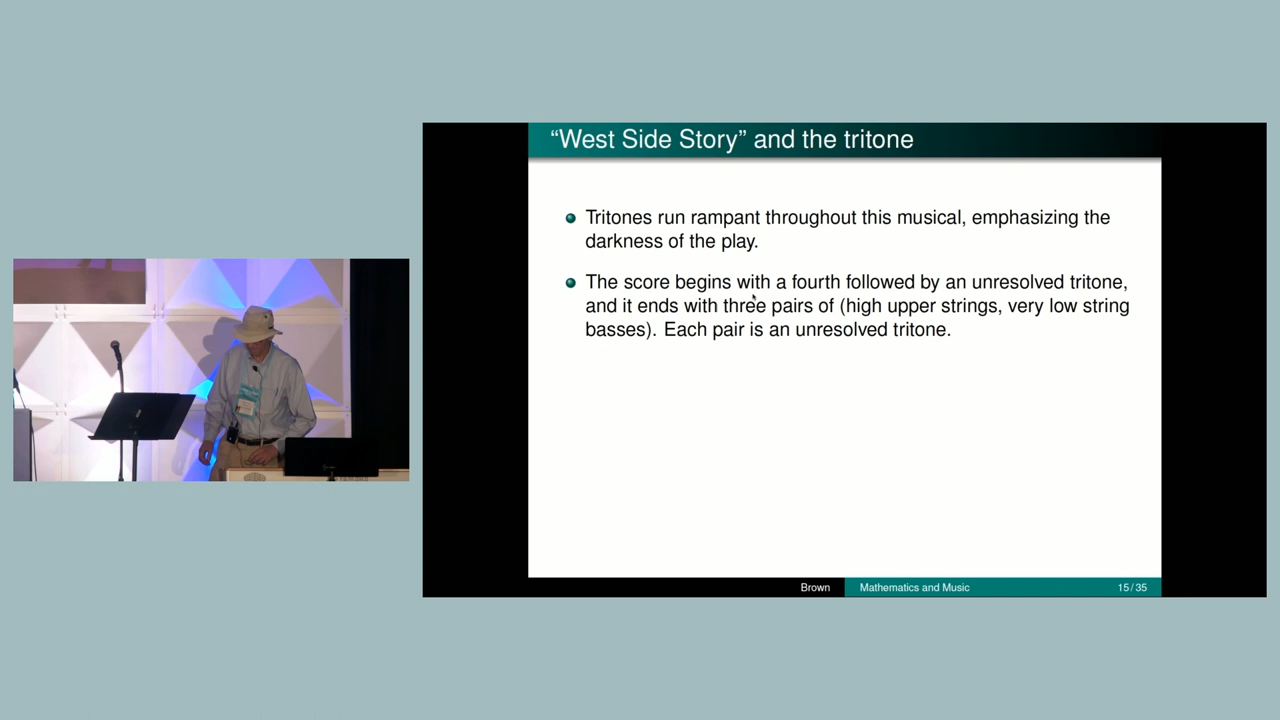 “West Side Story” and the tritone
Tritones run rampant throughout this musical, emphasizing the
darkness of the play.
The score begins with a fourth followed by an unresolved tritone,
and it ends with three pairs of (high upper strings, very low string
basses). Each pair is an unresolved tritone.
Brown
Mathematics and Music
15/35